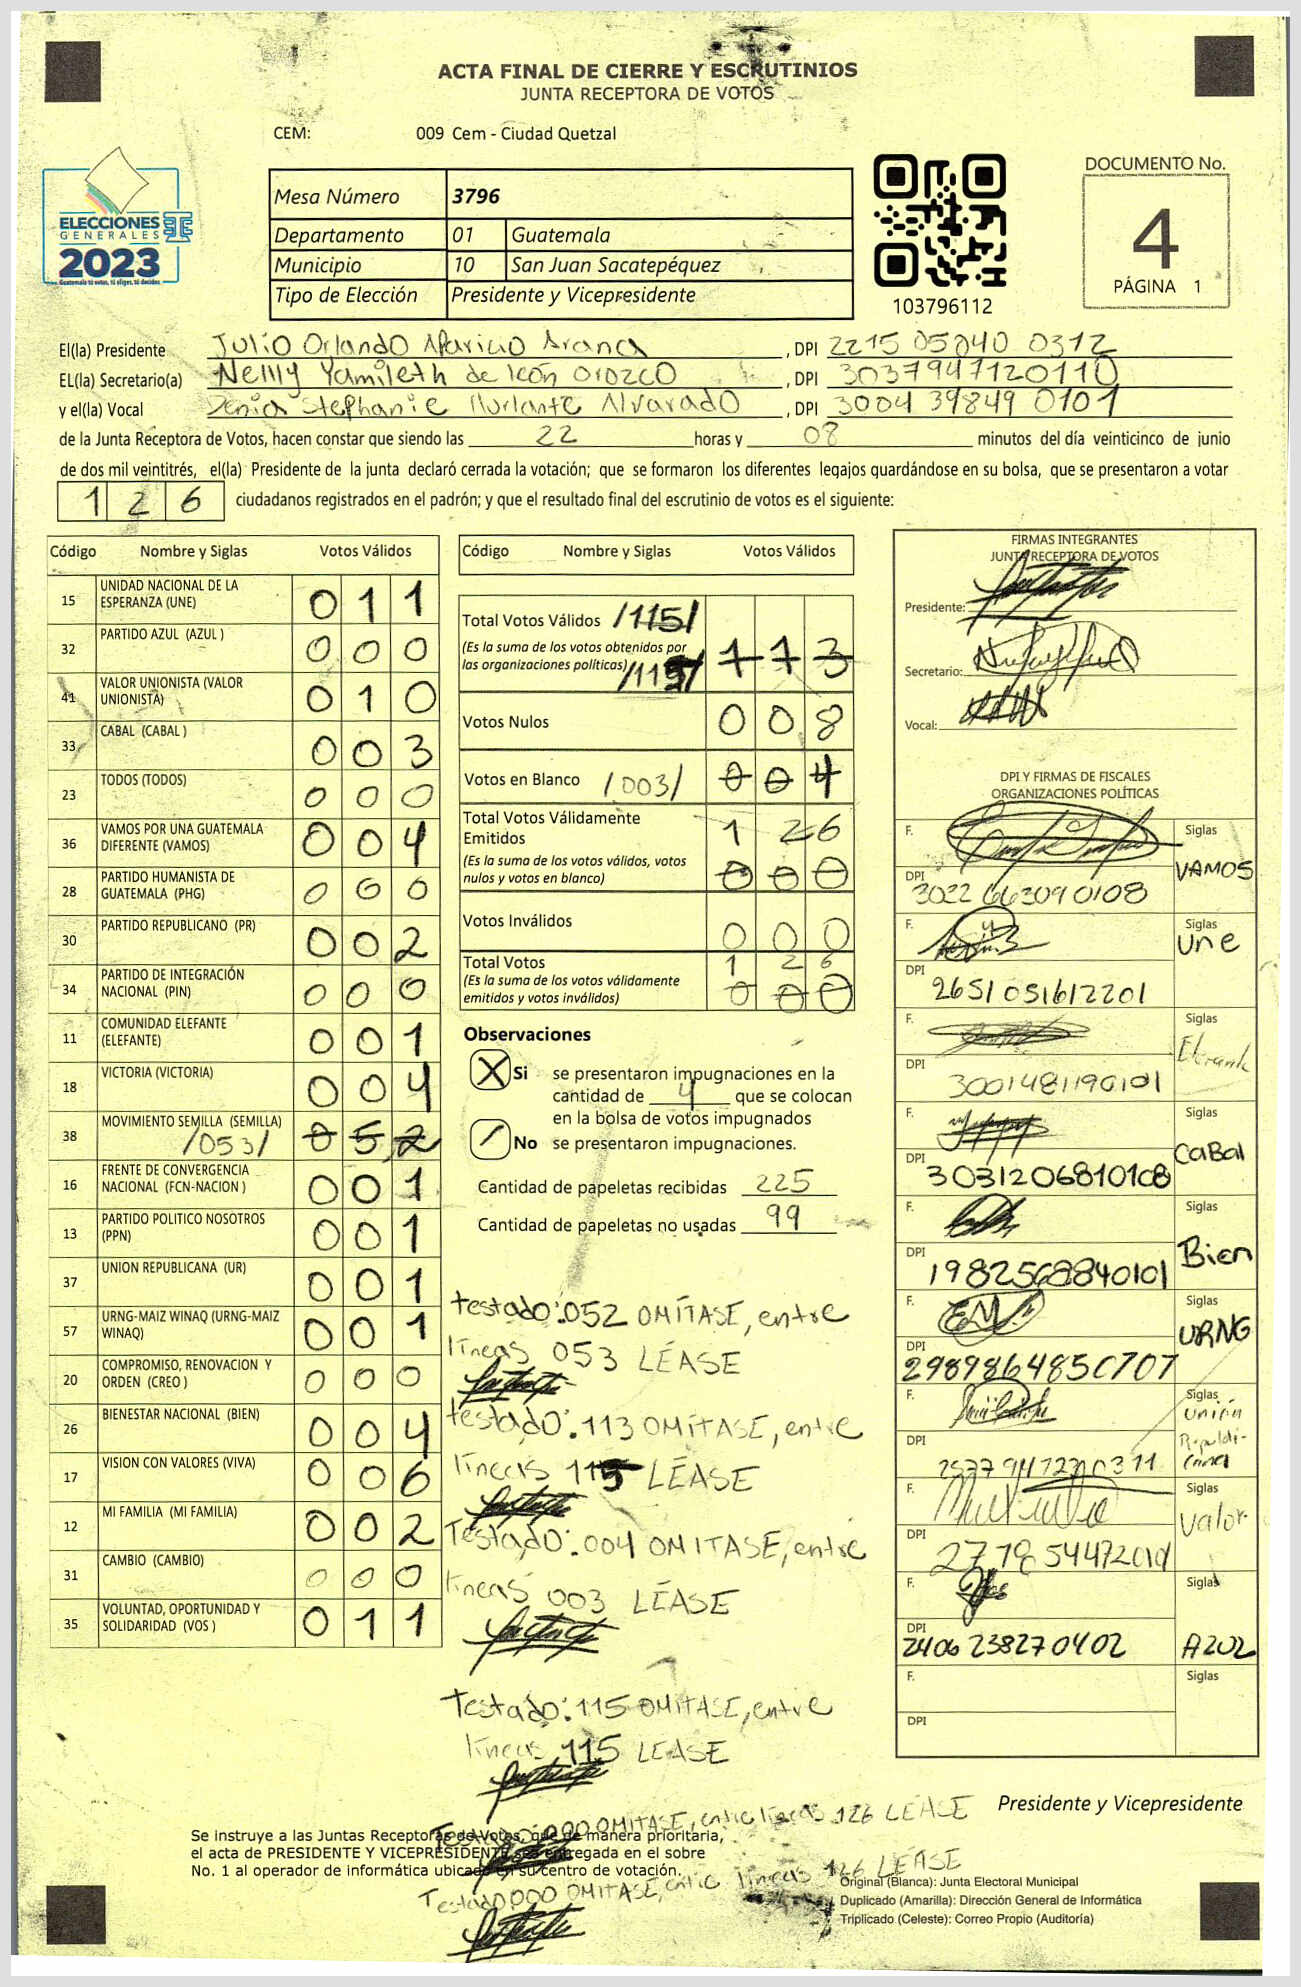 ACTA FINAL DE CIERRE Y ESCRUTINIOS
JUNTA RECEPTORA DE VOTOS
CEM: 009 Cem - Ciudad Quetzal
ELECCIONES
GENERALES
2023
Guatemala tú votas, tú eliges, tú decides
Mesa Número 3796
Departamento 01 Guatemala
Municipio 10 San Juan Sacatepéquez
Tipo de Elección Presidente y Vicepresidente
103796112
DOCUMENTO No.
4
PÁGINA 1
El(la) Presidente Julio Orlando Aparicio Arana , DPI 2215 05040 0312
EL(la) Secretario(a) Nelly Yamileth de león Orozco , DPI 3037947120110
y el(la) Vocal Denia Stephanie Alvarado , DPI 3004 39849 0101
de la Junta Receptora de Votos, hacen constar que siendo las 22 horas y 08 minutos del día veinticinco de junio
de dos mil veintitrés, el(la) Presidente de la junta declaró cerrada la votación; que se formaron los diferentes legajos guardándose en su bolsa, que se presentaron a votar
1 2 6 ciudadanos registrados en el padrón; y que el resultado final del escrutinio de votos es el siguiente:
Código Nombre y Siglas Votos Válidos
15 UNIDAD NACIONAL DE LA ESPERANZA (UNE) 0 1 1
32 PARTIDO AZUL (AZUL ) 0 0 0
41 VALOR UNIONISTA (VALOR UNIONISTA) 0 1 0
33 CABAL (CABAL ) 0 0 3
23 TODOS (TODOS) 0 0 0
36 VAMOS POR UNA GUATEMALA DIFERENTE (VAMOS) 0 0 4
28 PARTIDO HUMANISTA DE GUATEMALA (PHG) 0 0 0
30 PARTIDO REPUBLICANO (PR) 0 0 2
34 PARTIDO DE INTEGRACIÓN NACIONAL (PIN) 0 0 0
11 COMUNIDAD ELEFANTE (ELEFANTE) 0 0 1
18 VICTORIA (VICTORIA) 0 0 4
38 MOVIMIENTO SEMILLA (SEMILLA) /053/ 0 5 2
16 FRENTE DE CONVERGENCIA NACIONAL (FCN-NACION ) 0 0 1
13 PARTIDO POLITICO NOSOTROS (PPN) 0 0 1
37 UNION REPUBLICANA (UR) 0 0 1
57 URNG-MAIZ WINAQ (URNG-MAIZ WINAQ) 0 0 1
20 COMPROMISO, RENOVACION Y ORDEN (CREO ) 0 0 0
26 BIENESTAR NACIONAL (BIEN) 0 0 4
17 VISION CON VALORES (VIVA) 0 0 6
12 MI FAMILIA (MI FAMILIA) 0 0 2
31 CAMBIO (CAMBIO) 0 0 0
35 VOLUNTAD, OPORTUNIDAD Y SOLIDARIDAD (VOS ) 0 1 1
Código Nombre y Siglas Votos Válidos
Total Votos Válidos /115/
(Es la suma de los votos obtenidos por
las organizaciones políticas) /115/ 1 1 3
Votos Nulos 0 0 8
Votos en Blanco /003/ 0 0 4
Total Votos Válidamente
Emitidos 1 2 6
(Es la suma de los votos válidos, votos
nulos y votos en blanco) 0 0 0
Votos Inválidos 0 0 0
Total Votos 1 2 6
(Es la suma de los votos válidamente
emitidos y votos inválidos) 0 0 0
Observaciones
X Si se presentaron impugnaciones en la
cantidad de 4 que se colocan
en la bolsa de votos impugnados
No se presentaron impugnaciones.
Cantidad de papeletas recibidas 225
Cantidad de papeletas no usadas 99
testado: 052 OMÍTASE, entre
líneas 053 LÉASE
testado: 113 OMÍTASE, entre
líneas 115 LÉASE
Testado: 004 OMITASE, entre
líneas 003 LÉASE
Testado: 115 OMITASE, entre
líneas 115 LEASE
Testado 000 OMITASE, entre líneas 126 LEASE
Testado 000 OMITASE, entre líneas 126 LEASE
FIRMAS INTEGRANTES
JUNTA RECEPTORA DE VOTOS
Presidente:
Secretario:
Vocal:
DPI Y FIRMAS DE FISCALES
ORGANIZACIONES POLÍTICAS
F. Siglas VAMOS
DPI 3022 663090108
F. Siglas Une
DPI 2651 051612201
F. Siglas
DPI 3001481190101
F. Siglas CABAL
DPI 3031206810108
F. Siglas Bien
DPI 1982568840101
F. Siglas URNG
DPI 2989864850707
F. Siglas Unión
DPI
F. Siglas Valor
DPI
F. Siglas AZUL
DPI 2406 238270402
F. Siglas
DPI
Presidente y Vicepresidente
Se instruye a las Juntas Receptoras de Votos, que de manera prioritaria,
el acta de PRESIDENTE Y VICEPRESIDENTE sea entregada en el sobre
No. 1 al operador de informática ubicado en su centro de votación.
Original (Blanca): Junta Electoral Municipal
Duplicado (Amarilla): Dirección General de Informática
Triplicado (Celeste): Correo Propio (Auditoría)